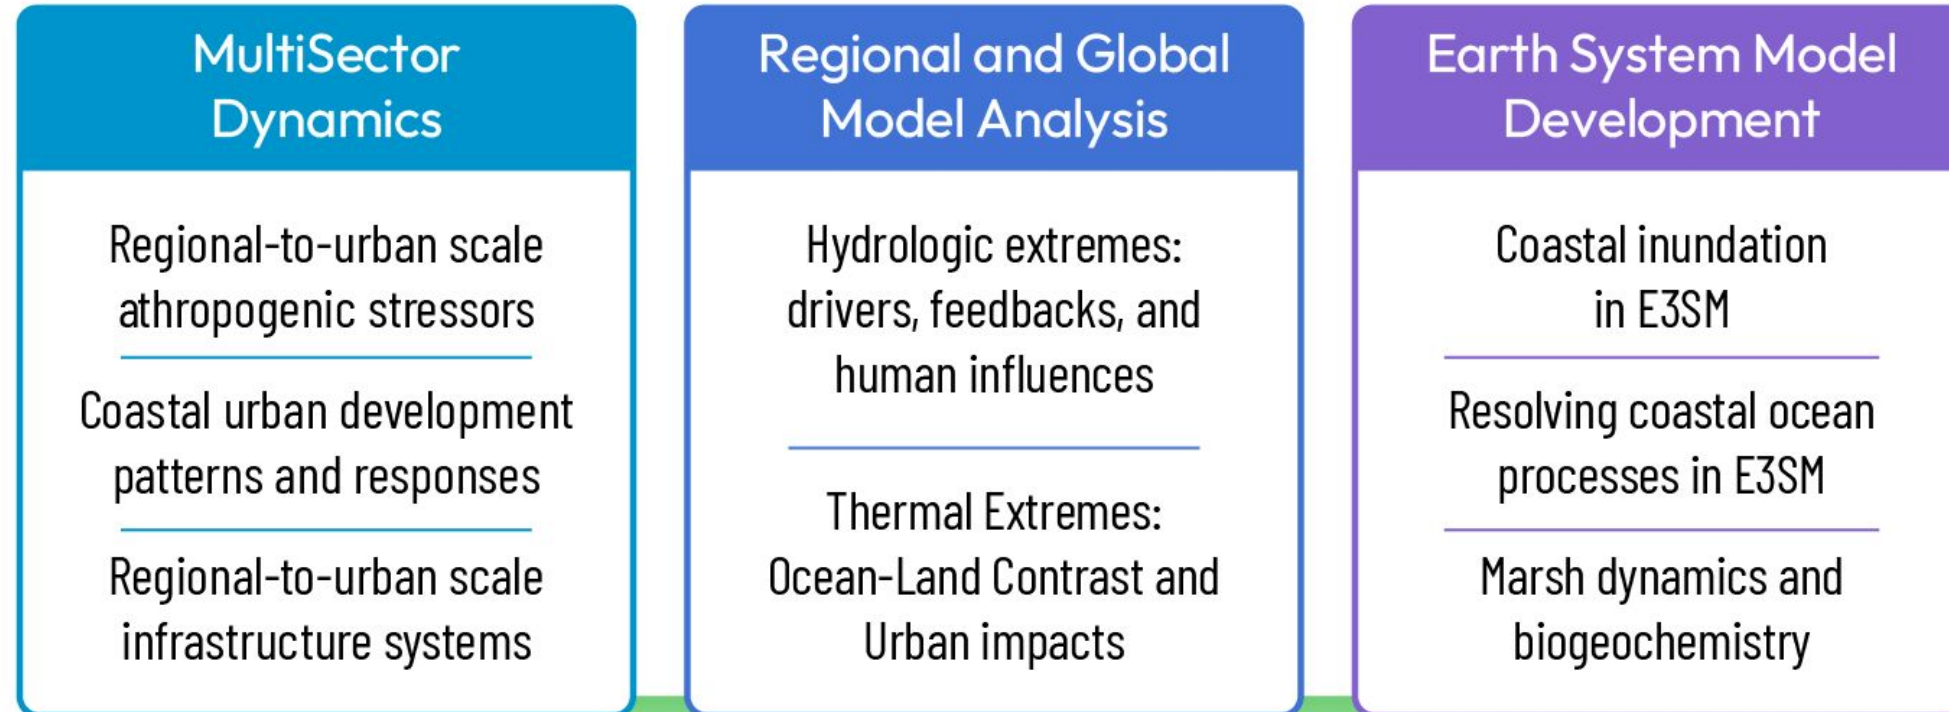 MultiSector
Dynamics
Regional-to-urban scale
athropogenic stressors
Coastal urban development
patterns and responses
Regional-to-urban scale
infrastructure systems
Regional and Global
Model Analysis
Hydrologic extremes:
drivers, feedbacks, and
human influences
Thermal Extremes:
Ocean-Land Contrast and
Urban impacts
Earth System Model
Development
Coastal inundation
in E3SM
Resolving coastal ocean
processes in E3SM
Marsh dynamics and
biogeochemistry